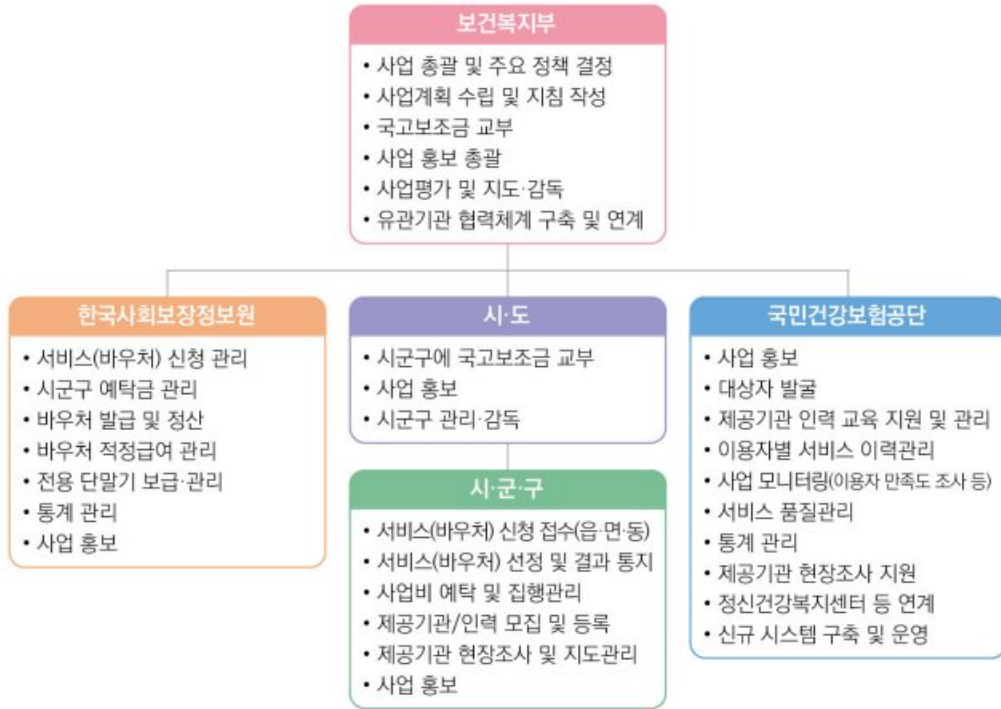 보건복지부
• 사업 총괄 및 주요 정책 결정
• 사업계획 수립 및 지침 작성
• 국고보조금 교부
• 사업 홍보 총괄
• 사업평가 및 지도·감독
• 유관기관 협력체계 구축 및 연계
한국사회보장정보원
• 서비스(바우처) 신청 관리
• 시군구 예탁금 관리
• 바우처 발급 및 정산
• 바우처 적정급여 관리
• 전용 단말기 보급·관리
• 통계 관리
• 사업 홍보
시·도
• 시군구에 국고보조금 교부
• 사업 홍보
• 시군구 관리·감독
시·군·구
• 서비스(바우처) 신청 접수(읍·면·동)
• 서비스(바우처) 선정 및 결과 통지
• 사업비 예탁 및 집행관리
• 제공기관/인력 모집 및 등록
• 제공기관 현장조사 및 지도관리
• 사업 홍보
국민건강보험공단
• 사업 홍보
• 대상자 발굴
• 제공기관 인력 교육 지원 및 관리
• 이용자별 서비스 이력관리
• 사업 모니터링(이용자 만족도 조사 등)
• 서비스 품질관리
• 통계 관리
• 제공기관 현장조사 지원
• 정신건강복지센터 등 연계
• 신규 시스템 구축 및 운영